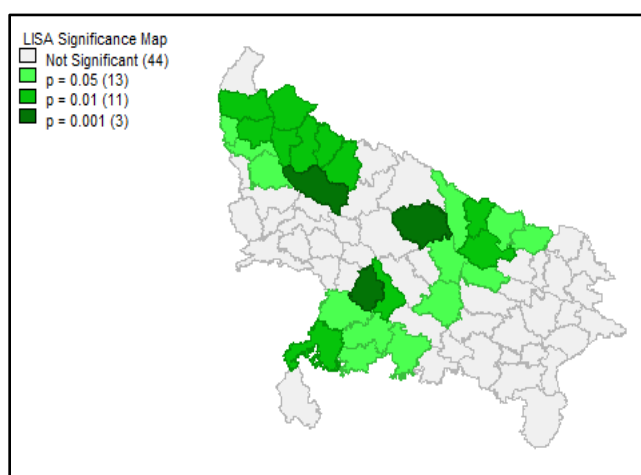 LISA Significance Map
Not Significant (44)
p = 0.05 (13)
p = 0.01 (11)
p = 0.001 (3)